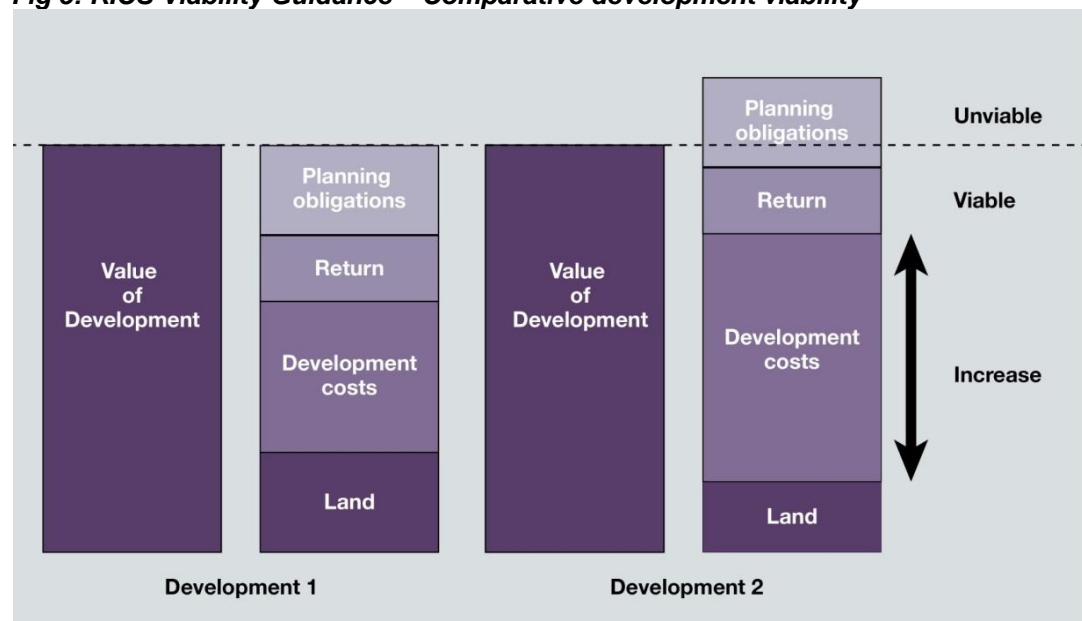 Fig 3: RICS Viability Guidance – Comparative development viability
Planning
obligations
Unviable
Planning
obligations
Return
Viable
Value
of
Development
Return
Value
of
Development
Development
costs
Development
costs
Increase
Land
Land
Development 1
Development 2